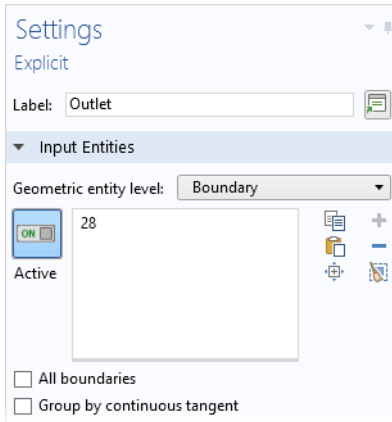 Settings
Explicit
Label: Outlet
Input Entities
Geometric entity level: Boundary
ON 28
Active
All boundaries
Group by continuous tangent